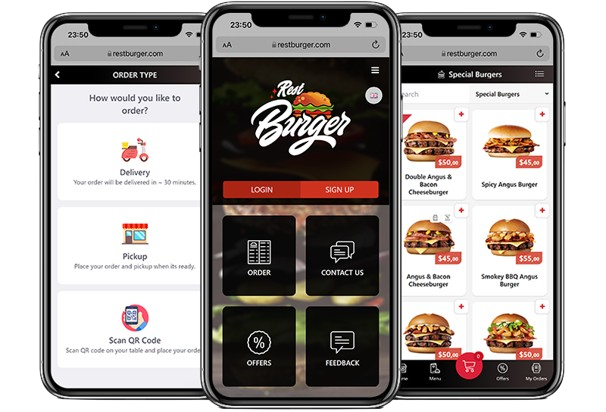 23:50
AA restburger.com
ORDER TYPE
How would you like to
order?
Delivery
Your order will be delivered in ~ 30 minutes.
Pickup
Place your order and pickup when its ready.
Scan QR Code
Scan QR code on your table and place your orde
23:50
AA restburger.com
Rest
Burger
LOGIN SIGN UP
ORDER CONTACT US
OFFERS FEEDBACK
23:50
restburger.com
Special Burgers
earch Special Burgers
$50,00 $45,00
Double Angus &
Bacon
Cheeseburger
Spicy Angus Burger
$45,00 $55,00
Angus & Bacon
Cheeseburger
Smokey BBQ Angus
Burger
$50,00 $50,00
0
me Menu Offers My Orders